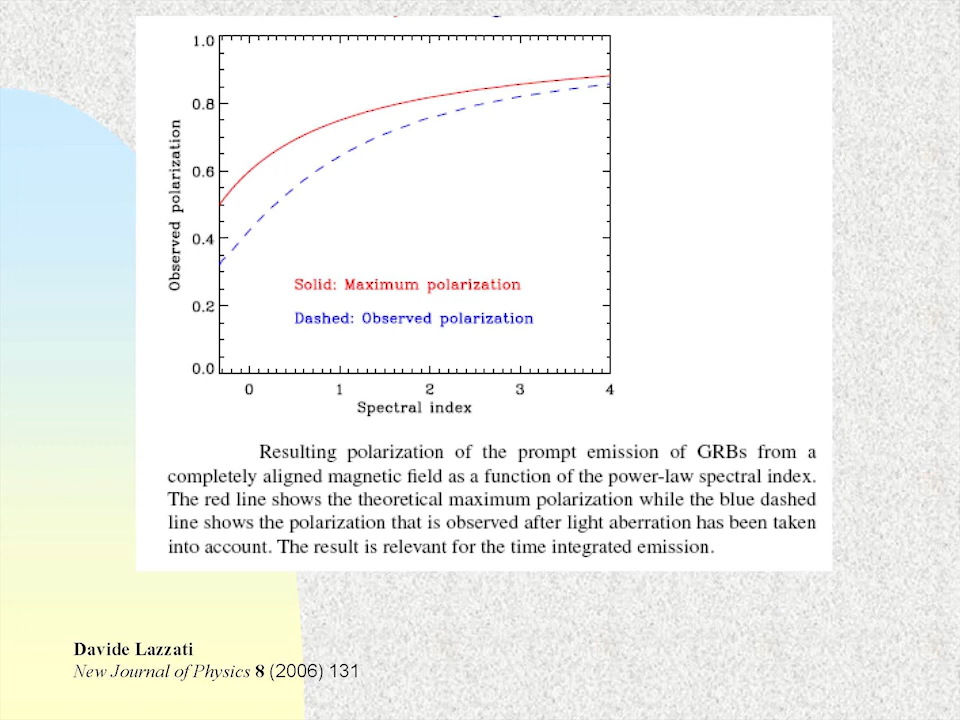 1.0
0.8
0.6
0.4
0.2
0.0
Observed polarization
Solid: Maximum polarization
Dashed: Observed polarization
0 1 2 3 4
Spectral index
Resulting polarization of the prompt emission of GRBs from a
completely aligned magnetic field as a function of the power-law spectral index.
The red line shows the theoretical maximum polarization while the blue dashed
line shows the polarization that is observed after light aberration has been taken
into account. The result is relevant for the time integrated emission.
Davide Lazzati
New Journal of Physics 8 (2006) 131